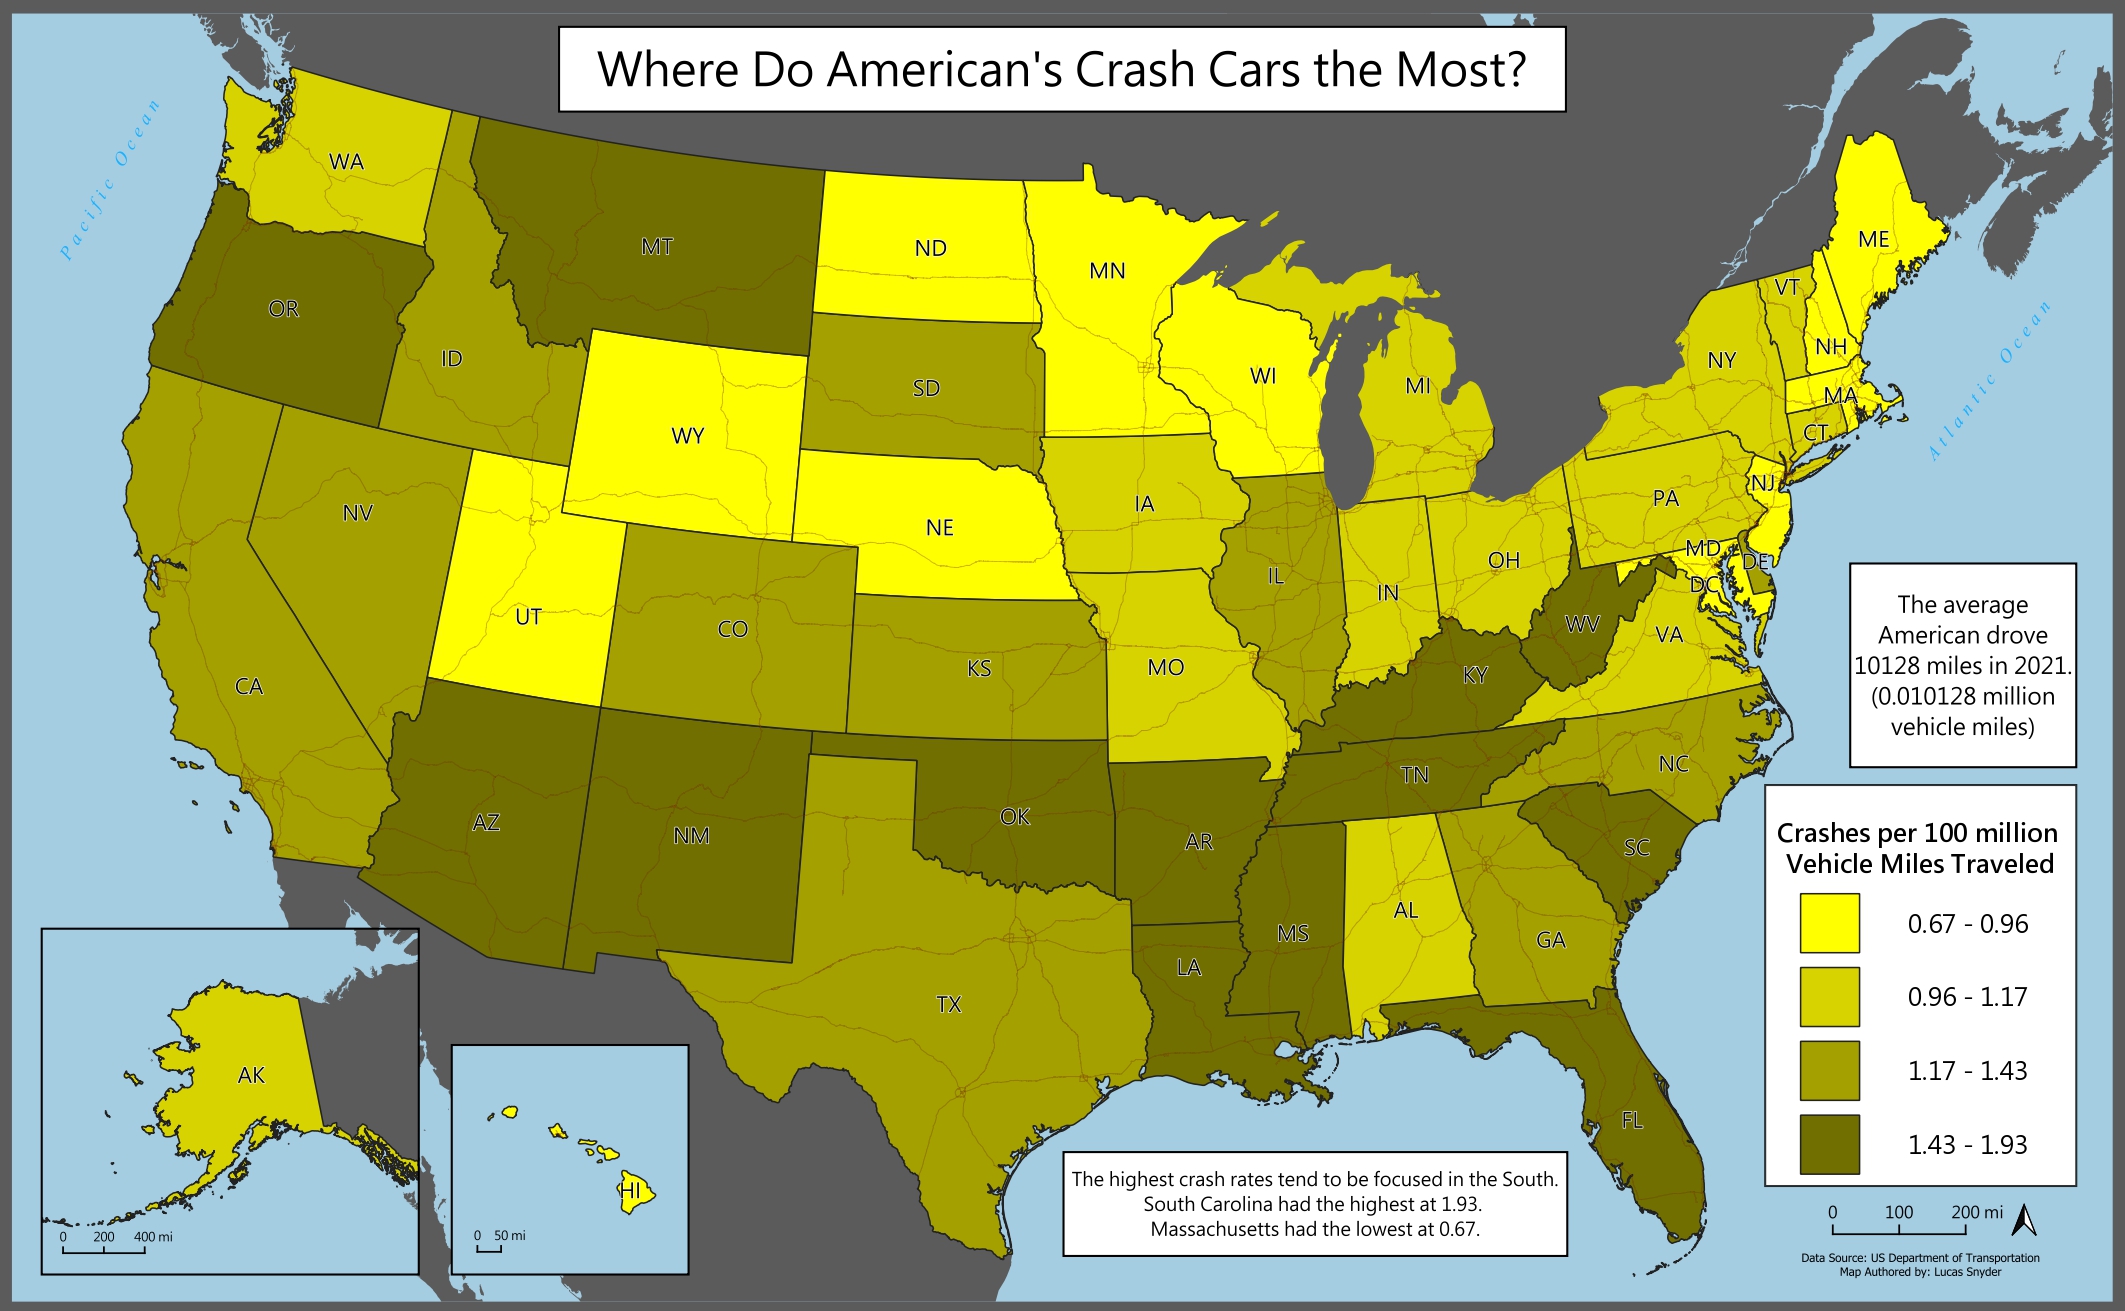 Where Do American's Crash Cars the Most?
Pacific Ocean
Atlantic Ocean
WA
OR
MT
ID
ND
MN
SD
WY
WI
MI
NE
IA
NV
UT
CO
KS
CA
MO
IL
IN
OH
KY
WV
VA
PA
NY
VT
NH
ME
MA
CT
NJ
MD
DE
DC
AZ
NM
OK
AR
TN
NC
SC
TX
LA
MS
AL
GA
FL
AK
HI
The average
American drove
10128 miles in 2021.
(0.010128 million
vehicle miles)
Crashes per 100 million
Vehicle Miles Traveled
0.67 - 0.96
0.96 - 1.17
1.17 - 1.43
1.43 - 1.93
The highest crash rates tend to be focused in the South.
South Carolina had the highest at 1.93.
Massachusetts had the lowest at 0.67.
0 200 400 mi
0 50 mi
0 100 200 mi
Data Source: US Department of Transportation
Map Authored by: Lucas Snyder